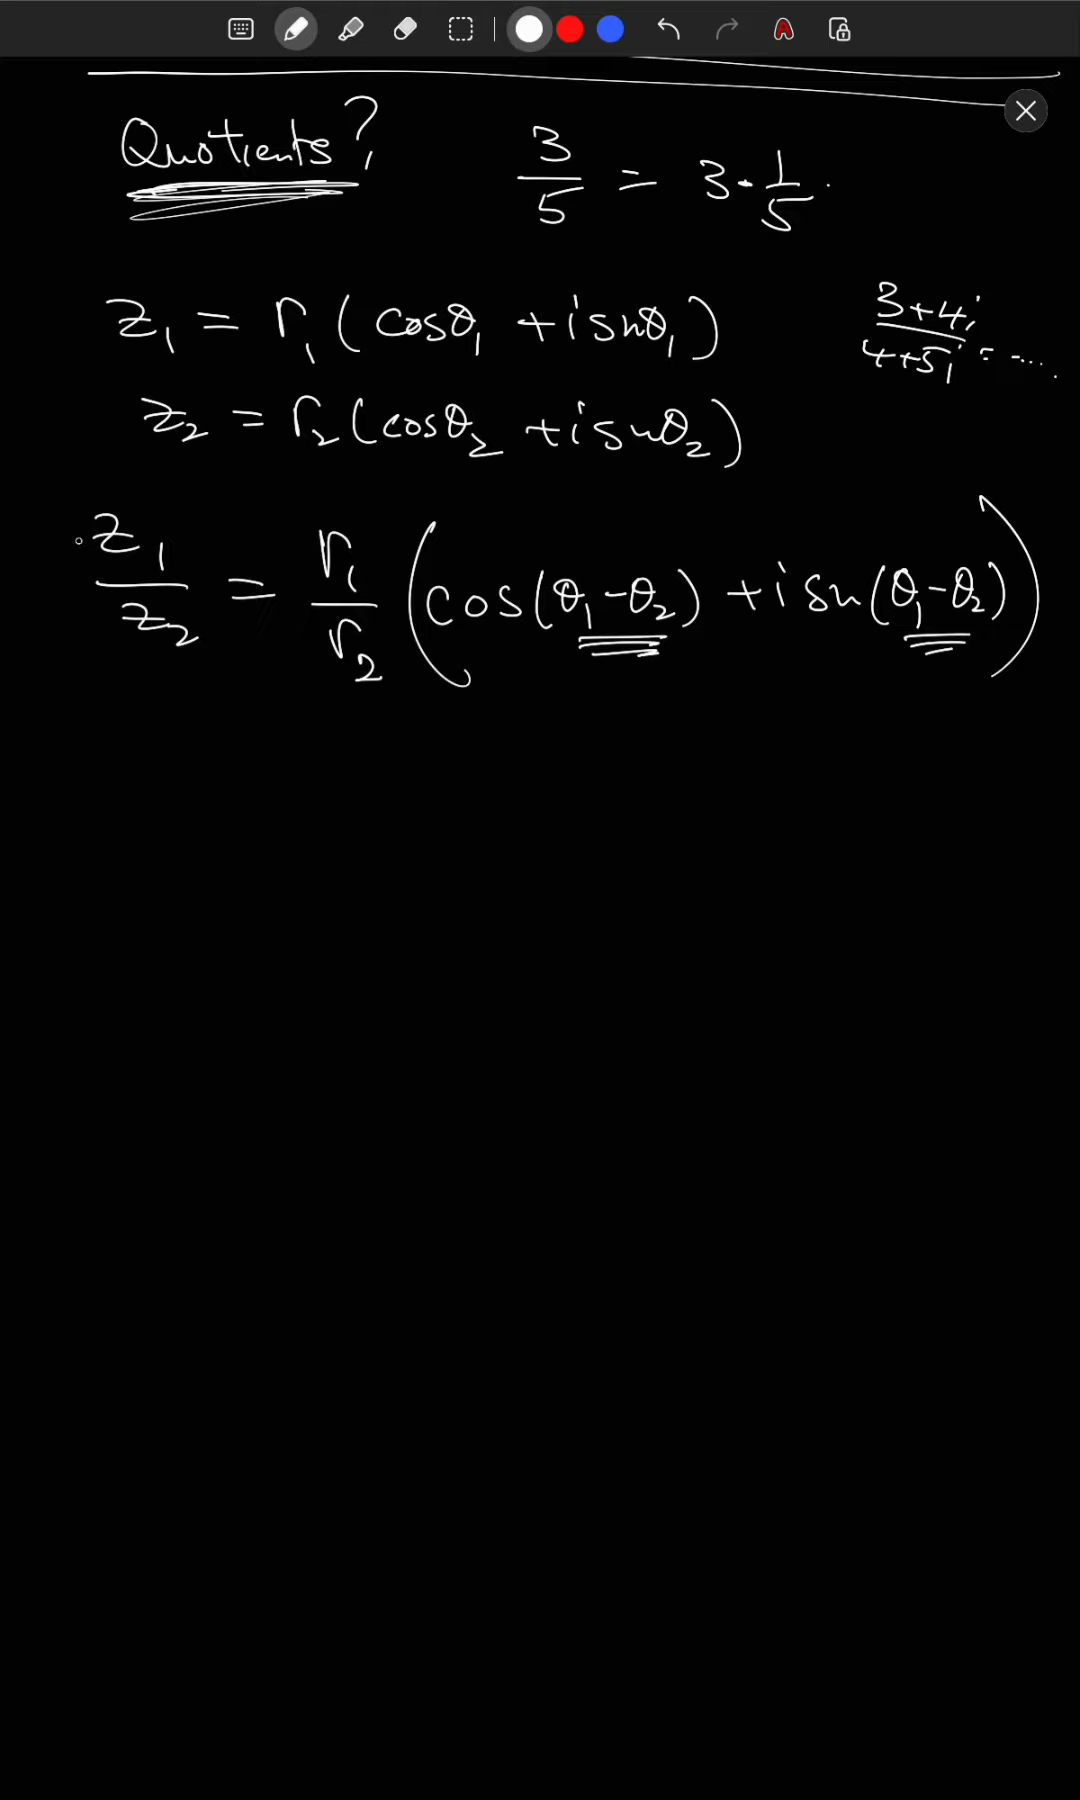 Quotients?
3/5 = 3 · 1/5
z₁ = r₁ ( cosθ₁ + i sinθ₁ )
(3+4i)/(4+5i) = ....
z₂ = r₂ ( cosθ₂ + i sinθ₂ )
z₁/z₂ = r₁/r₂ ( cos(θ₁-θ₂) + i sin(θ₁-θ₂) )